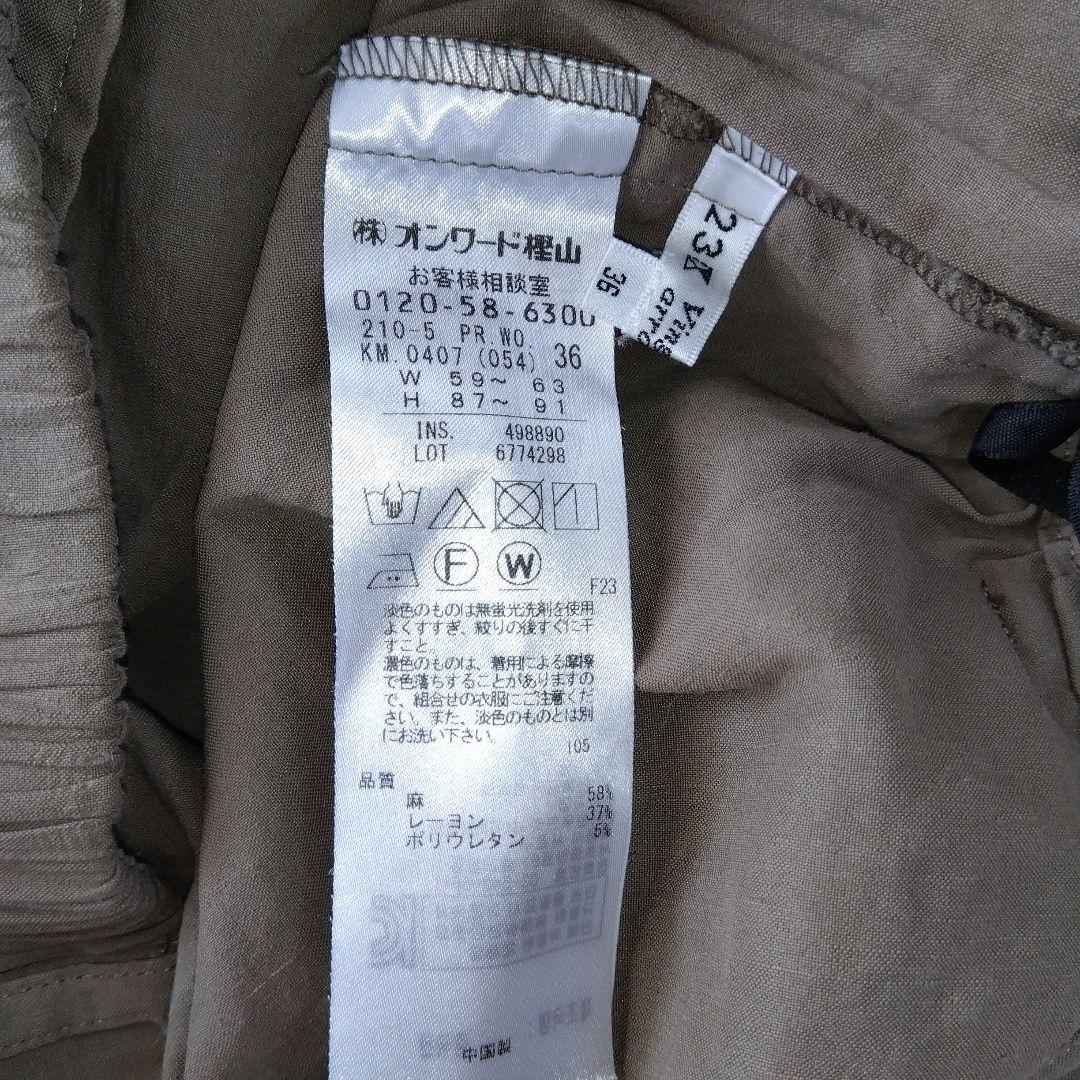 ㈱オンワード樫山
お客様相談室
0120-58-6300
210-5 PR.NO.
KM.0407 (054) 36
W 59～ 63
H 87～ 91
INS. 498890
LOT 6774298
F W
F23
淡色のものは無蛍光洗剤を使用
よくすすぎ、絞りの後すぐに干
すこと。
濃色のものは、着用による摩擦
で色落ちすることがありますの
で、組合せの衣服にご注意くだ
さい。また、淡色のものとは別
にお洗い下さい。
105
品質
麻 58%
レーヨン 37%
ポリウレタン 5%
36
23区